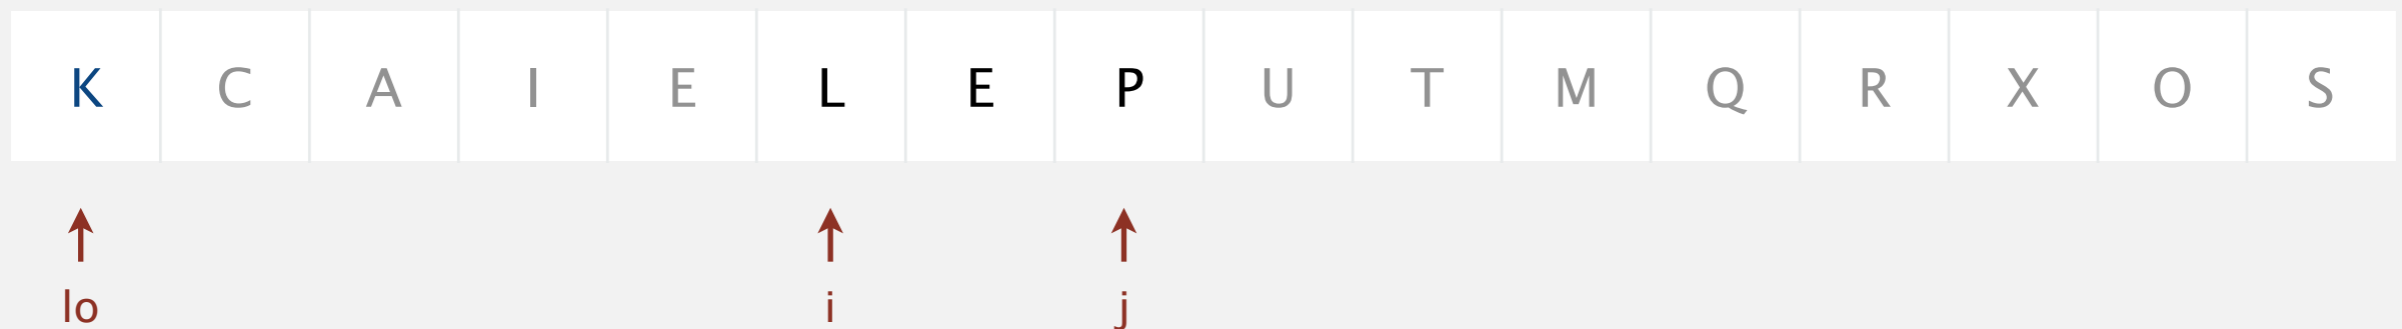 K C A I E L E P U T M Q R X O S
lo i j